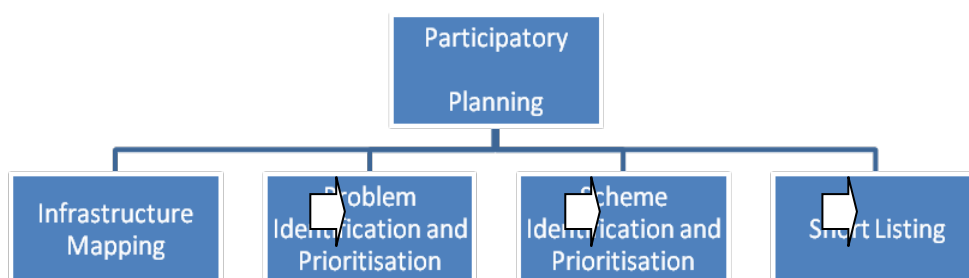 Participatory
Planning
Infrastructure
Mapping
Problem
Identification and
Prioritisation
Scheme
Identification and
Prioritisation
Short Listing